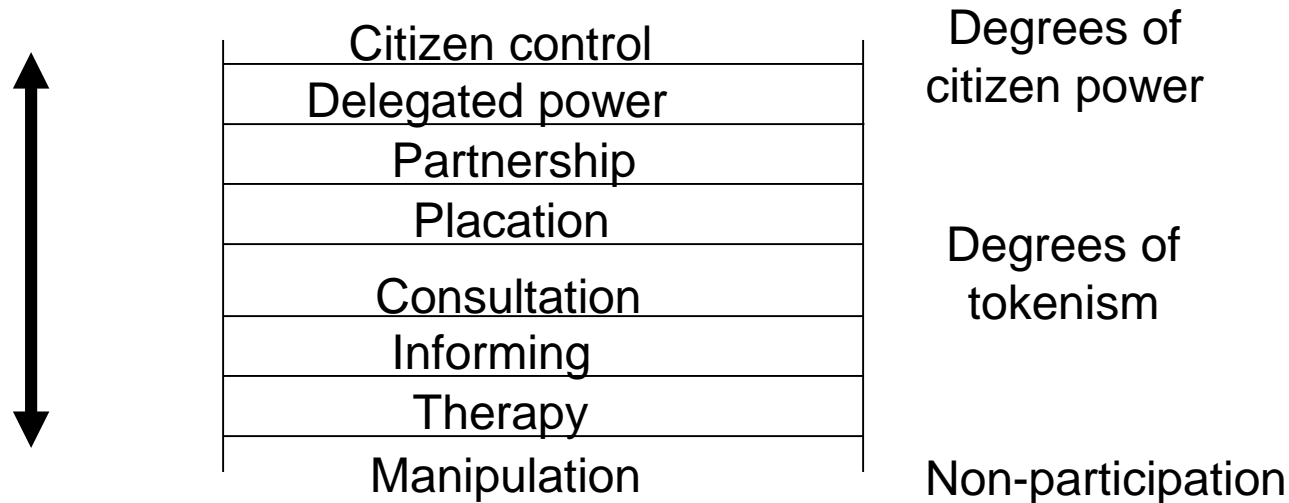 Citizen control
Delegated power
Partnership
Placation
Consultation
Informing
Therapy
Manipulation
Degrees of
citizen power
Degrees of
tokenism
Non-participation